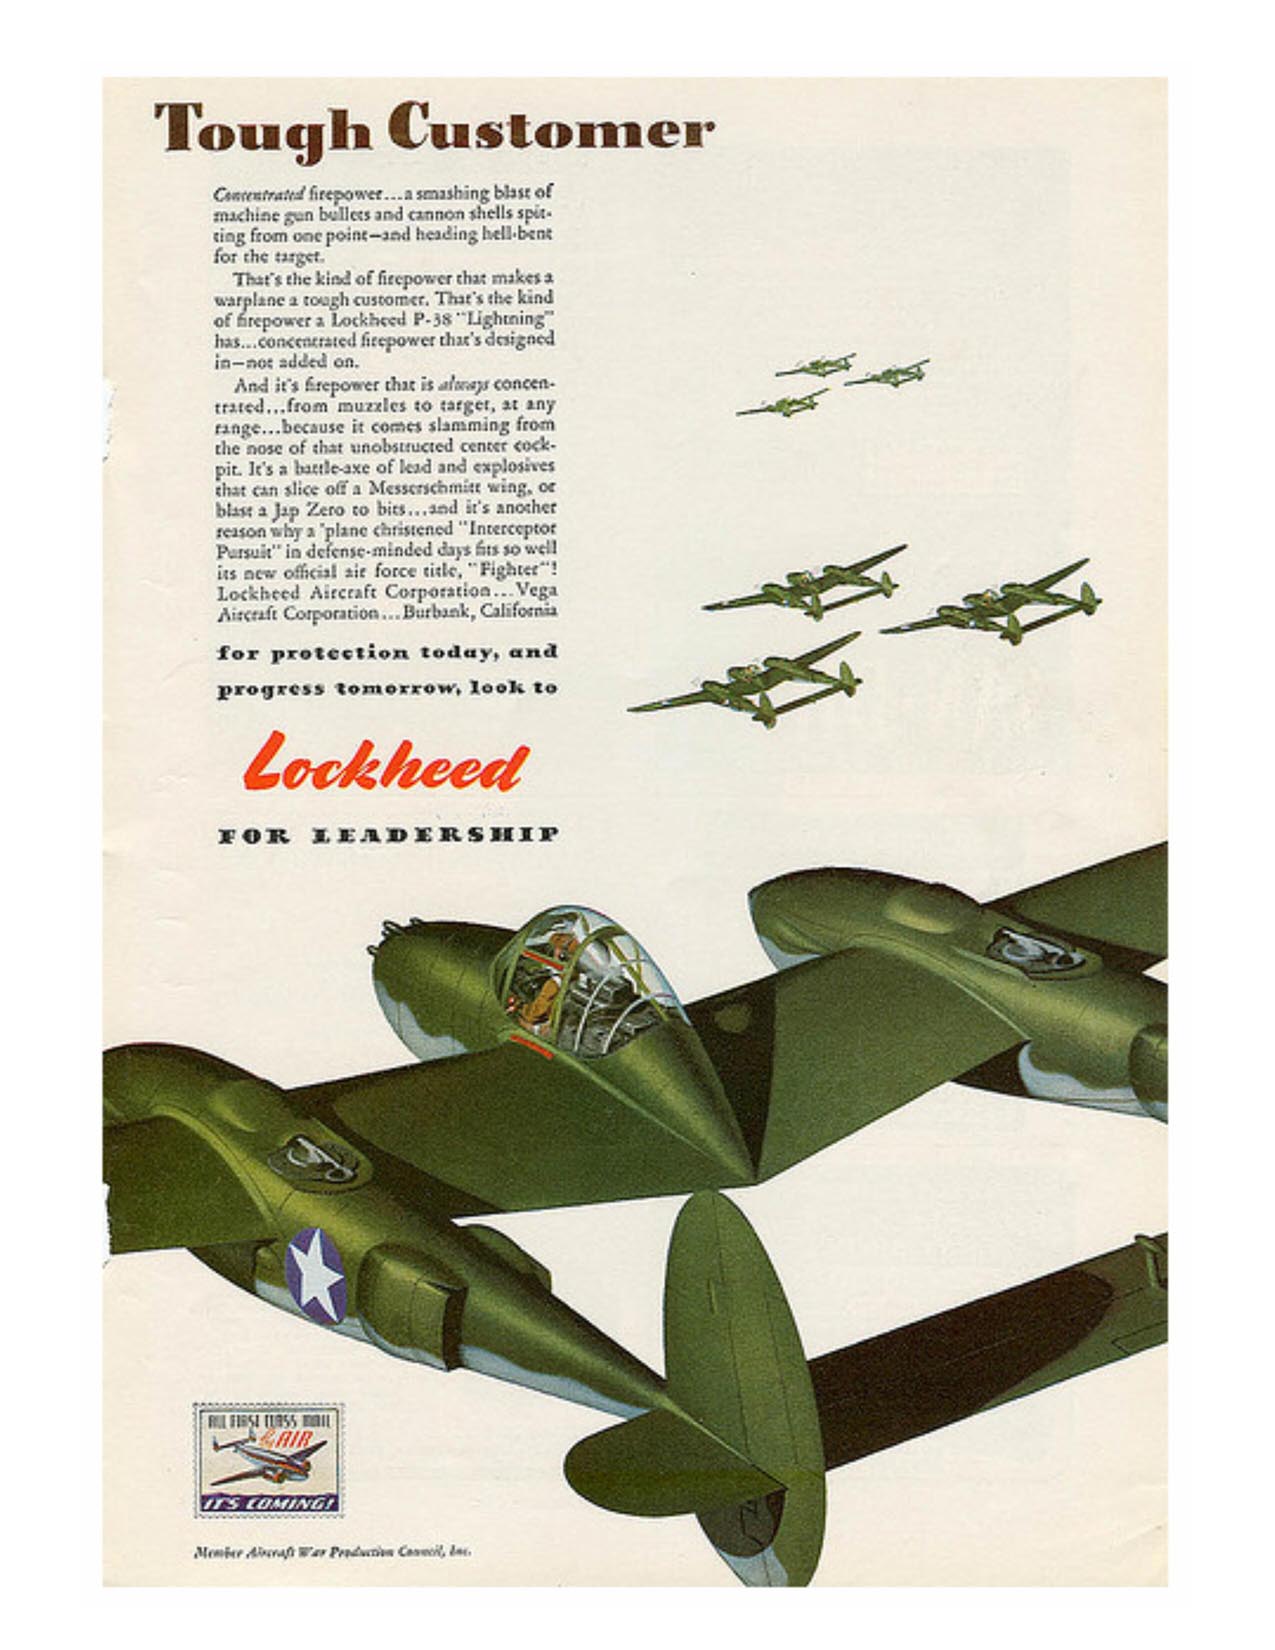 Tough Customer
Concentrated firepower...a smashing blast of
machine gun bullets and cannon shells spit-
ting from one point—and heading hell-bent
for the target.
That's the kind of firepower that makes a
warplane a tough customer. That's the kind
of firepower a Lockheed P-38 "Lightning"
has...concentrated firepower that's designed
in—not added on.
And it's firepower that is always concen-
trated...from muzzles to target, at any
range...because it comes slamming from
the nose of that unobstructed center cock-
pit. It's a battle-axe of lead and explosives
that can slice off a Messerschmitt wing, or
blast a Jap Zero to bits...and it's another
reason why a 'plane christened "Interceptor
Pursuit" in defense-minded days fits so well
its new official air force title, "Fighter"!
Lockheed Aircraft Corporation...Vega
Aircraft Corporation...Burbank, California
for protection today, and
progress tomorrow, look to
Lockheed
FOR LEADERSHIP
ALL FIRST CLASS MAIL
by AIR
IT'S COMING!
Member Aircraft War Production Council, Inc.